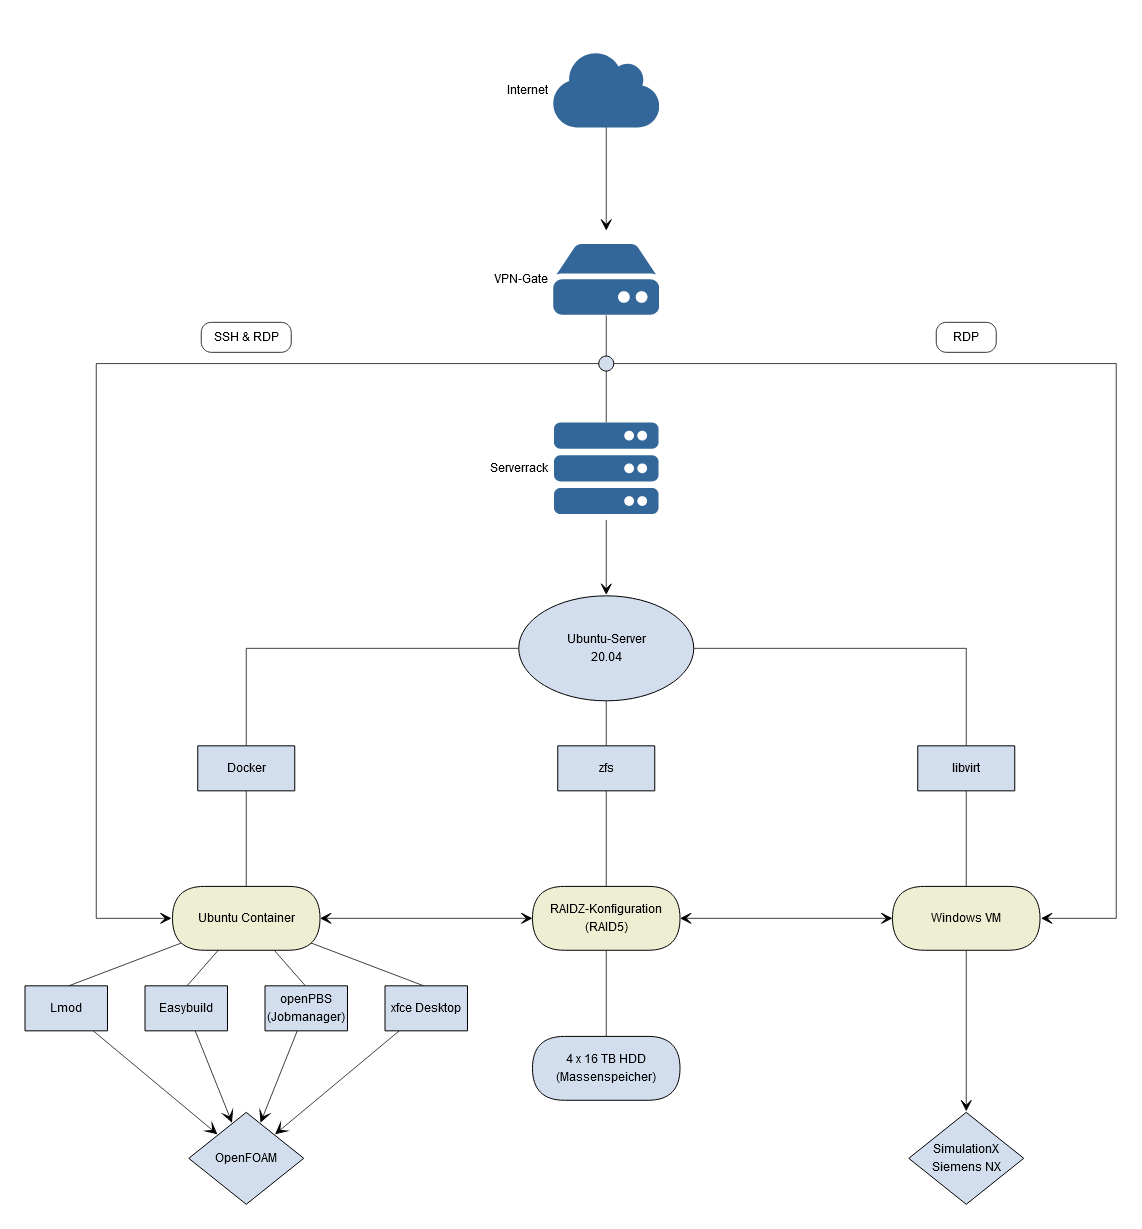 Internet
VPN-Gate
SSH & RDP
RDP
Serverrack
Ubuntu-Server
20.04
Docker
zfs
libvirt
Ubuntu Container
RAIDZ-Konfiguration
(RAID5)
Windows VM
Lmod
Easybuild
openPBS
(Jobmanager)
xfce Desktop
4 x 16 TB HDD
(Massenspeicher)
OpenFOAM
SimulationX
Siemens NX